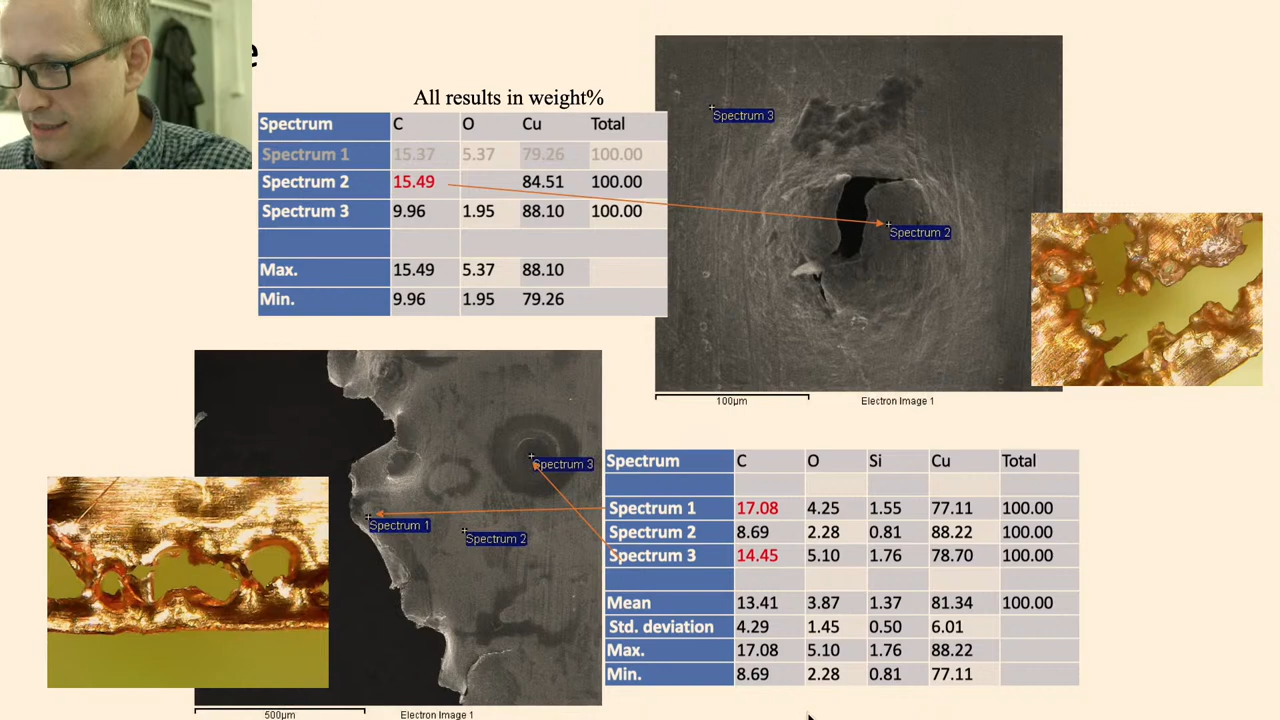 e
All results in weight%
Spectrum C O Cu Total
Spectrum 1 15.37 5.37 79.26 100.00
Spectrum 2 15.49 84.51 100.00
Spectrum 3 9.96 1.95 88.10 100.00
Max. 15.49 5.37 88.10
Min. 9.96 1.95 79.26
Spectrum 3
Spectrum 2
100µm Electron Image 1
Spectrum 3
Spectrum 1
Spectrum 2
500µm Electron Image 1
Spectrum C O Si Cu Total
Spectrum 1 17.08 4.25 1.55 77.11 100.00
Spectrum 2 8.69 2.28 0.81 88.22 100.00
Spectrum 3 14.45 5.10 1.76 78.70 100.00
Mean 13.41 3.87 1.37 81.34 100.00
Std. deviation 4.29 1.45 0.50 6.01
Max. 17.08 5.10 1.76 88.22
Min. 8.69 2.28 0.81 77.11